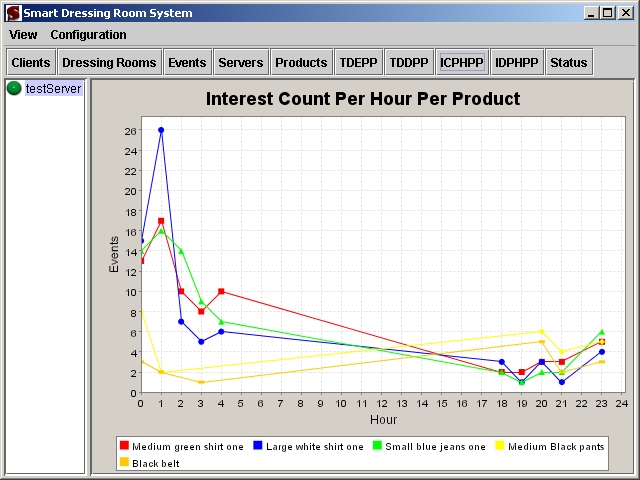 Smart Dressing Room System
View Configuration
Clients Dressing Rooms Events Servers Products TDEPP TDDPP ICPHPP IDPHPP Status
testServer
Interest Count Per Hour Per Product
26
24
22
20
18
16
14
12
10
8
6
4
2
0
Events
0 1 2 3 4 5 6 7 8 9 10 11 12 13 14 15 16 17 18 19 20 21 22 23 24
Hour
Medium green shirt one Large white shirt one Small blue jeans one Medium Black pants
Black belt